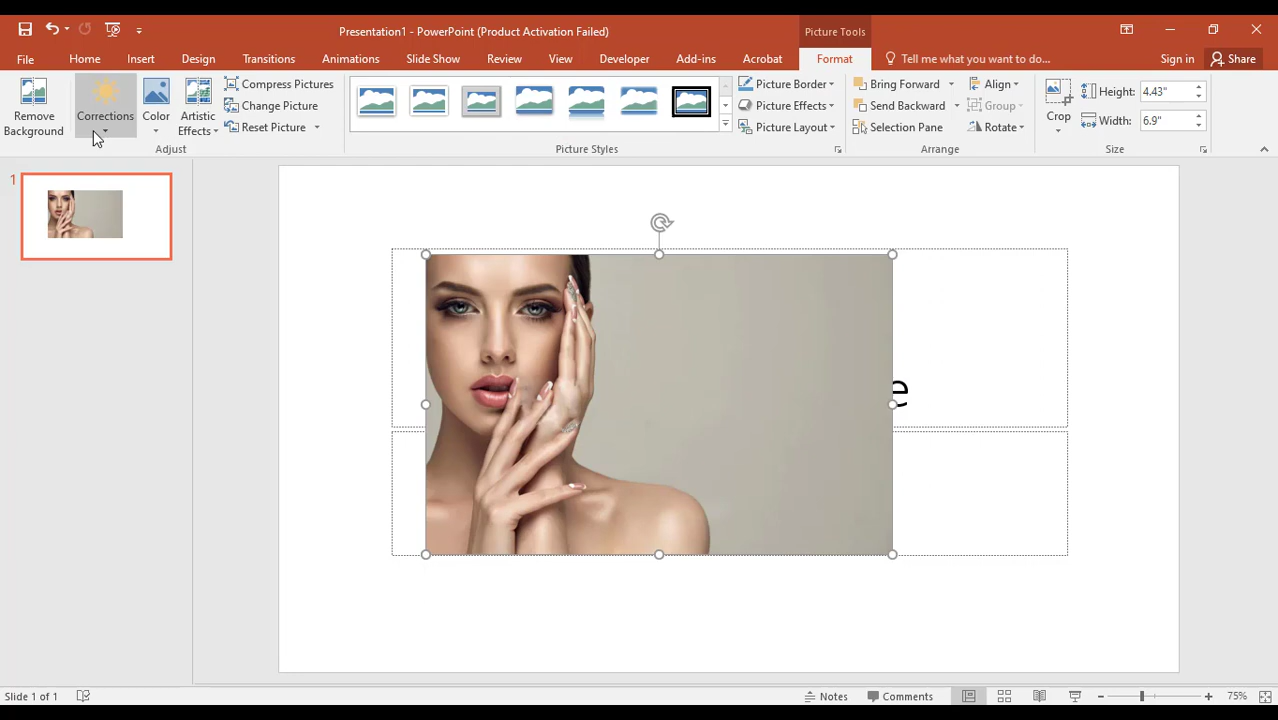 Presentation1 - PowerPoint (Product Activation Failed)
Picture Tools
File
Home
Insert
Design
Transitions
Animations
Slide Show
Review
View
Developer
Add-ins
Acrobat
Format
Tell me what you want to do...
Sign in
Share
Remove
Background
Corrections
Color
Artistic
Effects
Compress Pictures
Change Picture
Reset Picture
Adjust
Picture Border
Picture Effects
Picture Layout
Picture Styles
Bring Forward
Send Backward
Selection Pane
Align
Group
Rotate
Arrange
Crop
Height: 4.43"
Width: 6.9"
Size
1
e
Slide 1 of 1
Notes
Comments
75%